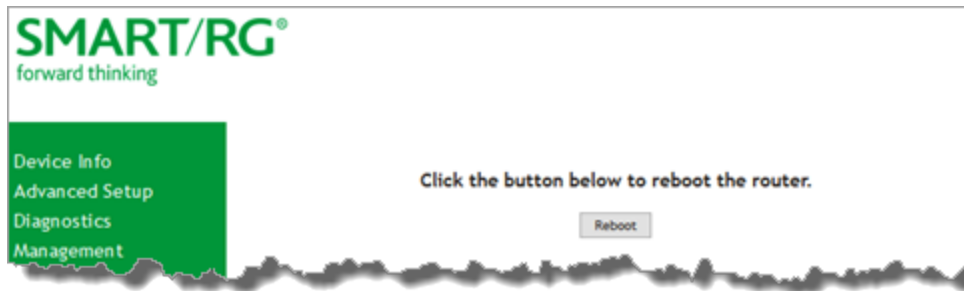 SMART/RG®
forward thinking
Device Info
Advanced Setup
Diagnostics
Management
Click the button below to reboot the router.
Reboot